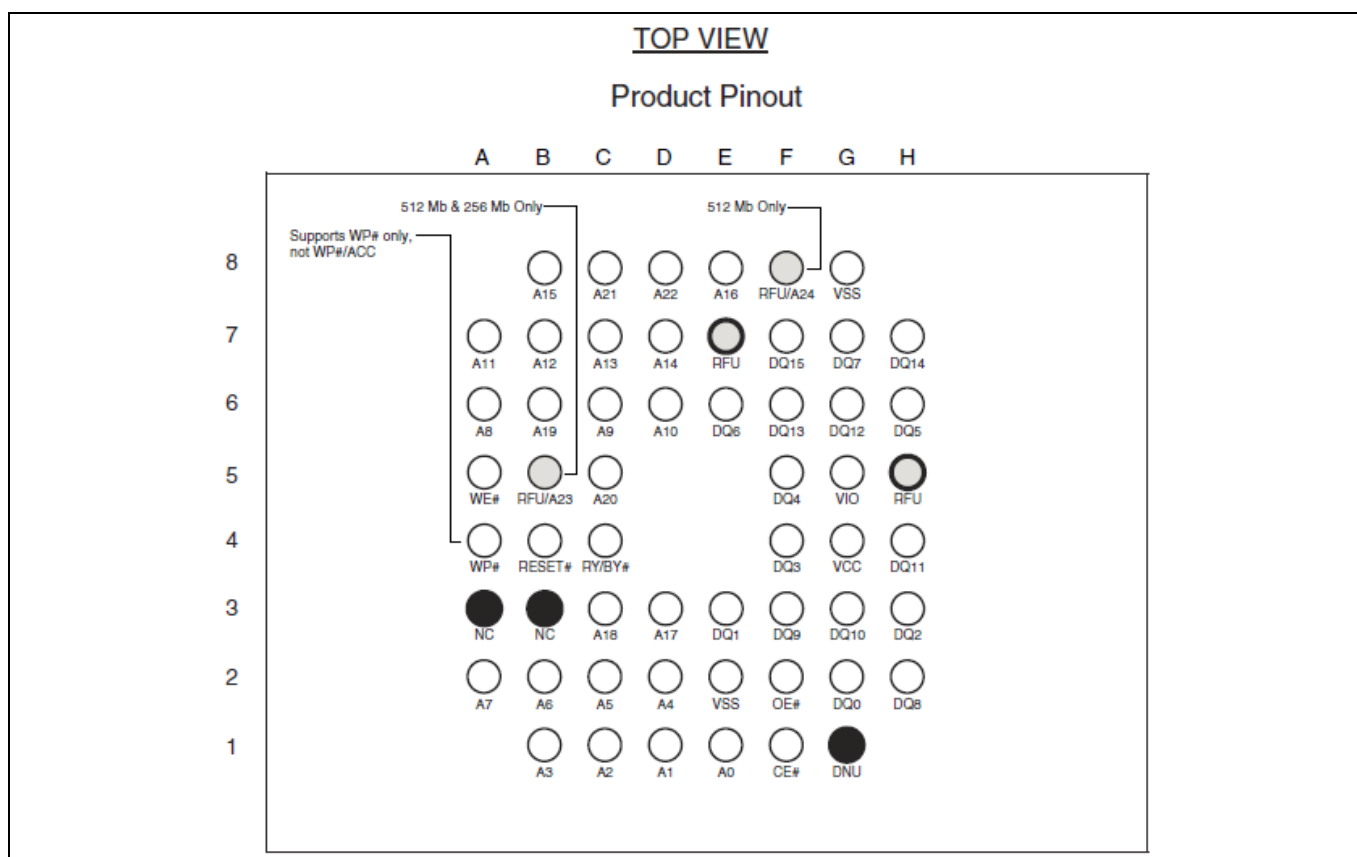 TOP VIEW
Product Pinout
A B C D E F G H
512 Mb & 256 Mb Only
512 Mb Only
Supports WP# only,
not WP#/ACC
8
A15 A21 A22 A16 RFU/A24 VSS
7
A11 A12 A13 A14 RFU DQ15 DQ7 DQ14
6
A8 A19 A9 A10 DQ6 DQ13 DQ12 DQ5
5
WE# RFU/A23 A20 DQ4 VIO RFU
4
WP# RESET# RY/BY# DQ3 VCC DQ11
3
NC NC A18 A17 DQ1 DQ9 DQ10 DQ2
2
A7 A6 A5 A4 VSS OE# DQ0 DQ8
1
A3 A2 A1 A0 CE# DNU